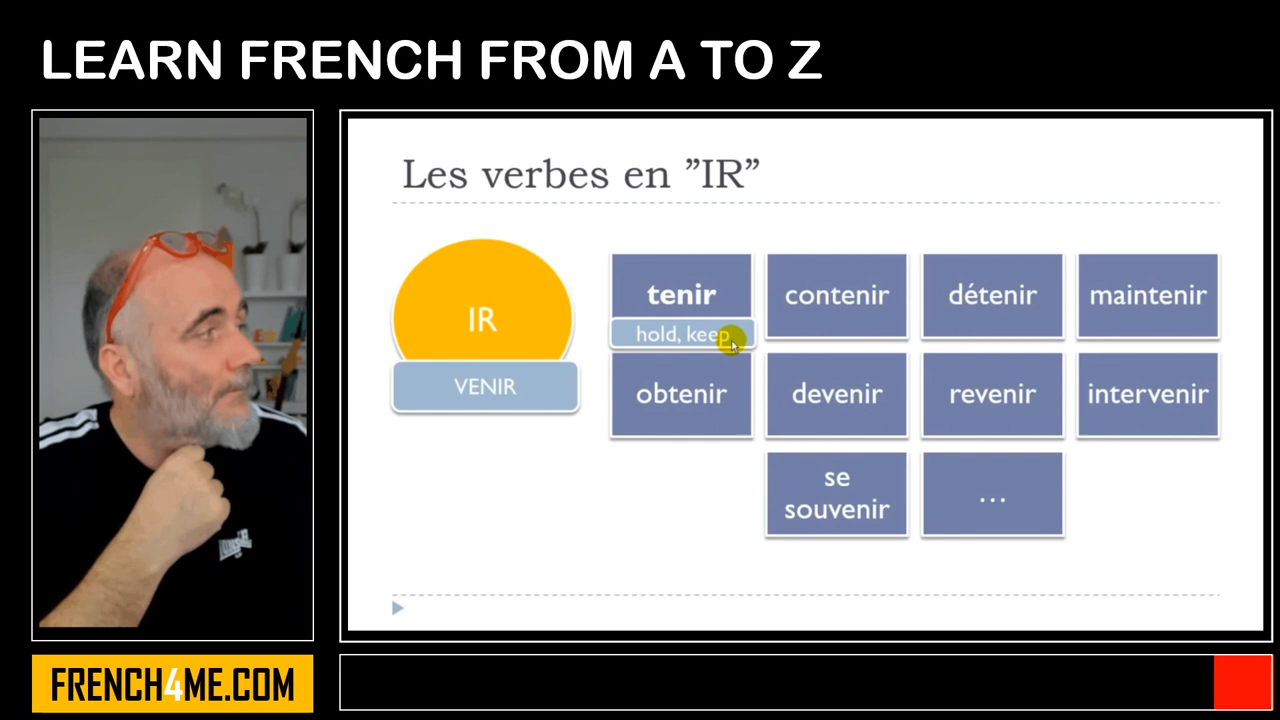 LEARN FRENCH FROM A TO Z
Les verbes en ”IR”
IR
VENIR
tenir
hold, keep
contenir
détenir
maintenir
obtenir
devenir
revenir
intervenir
se
souvenir
...
LONSDALE
FRENCH4ME.COM